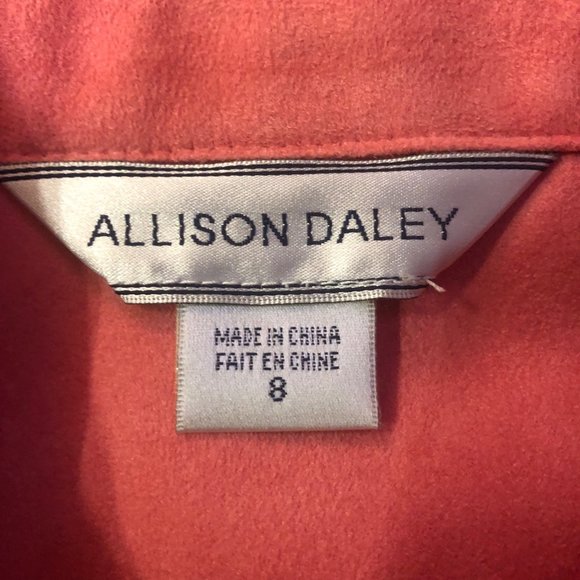 ALLISON DALEY
MADE IN CHINA
FAIT EN CHINE
8